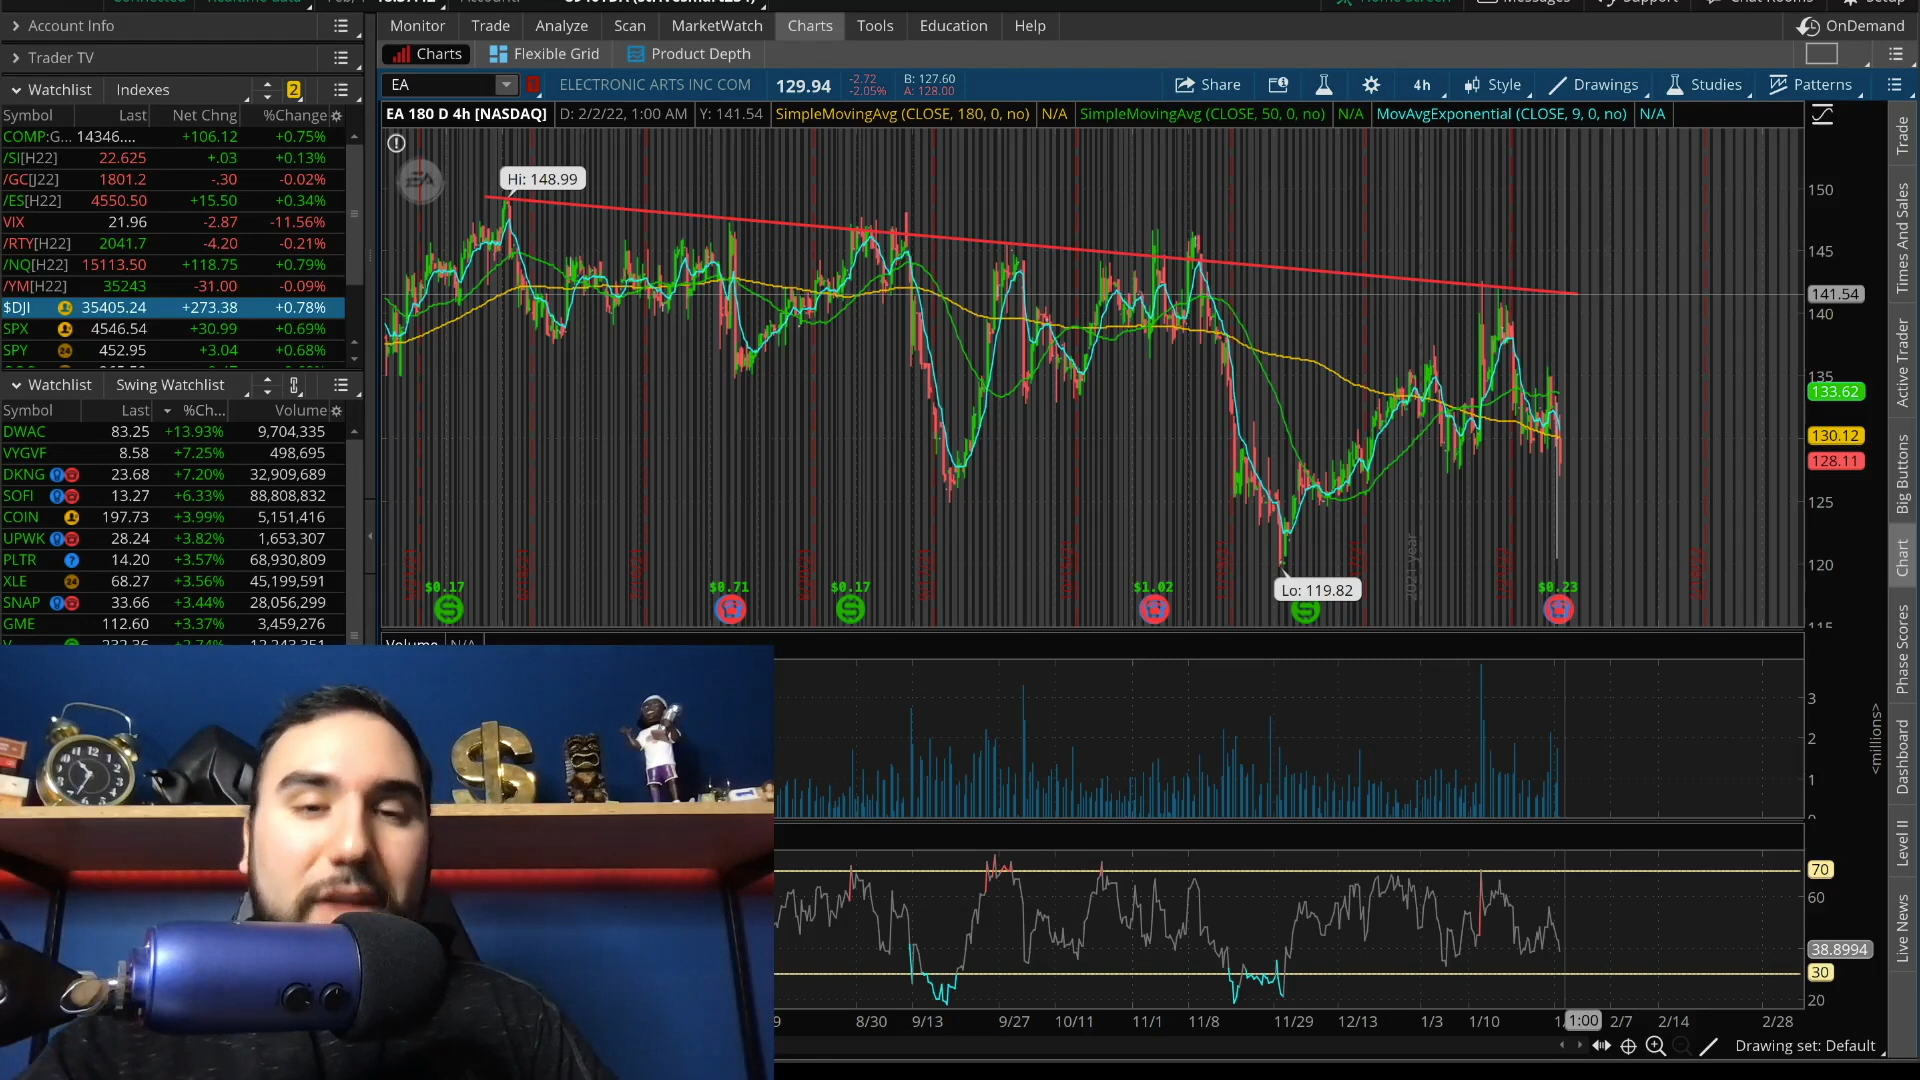 Account Info
Trader TV
Watchlist Indexes 2
Symbol Last Net Chng %Change
COMP:G... 14346.... +106.12 +0.75%
/SI[H22] 22.625 +.03 +0.13%
/GC[J22] 1801.2 -.30 -0.02%
/ES[H22] 4550.50 +15.50 +0.34%
VIX 21.96 -2.87 -11.56%
/RTY[H22] 2041.7 -4.20 -0.21%
/NQ[H22] 15113.50 +118.75 +0.79%
/YM[H22] 35243 -31.00 -0.09%
$DJI 35405.24 +273.38 +0.78%
SPX 4546.54 +30.99 +0.69%
SPY 24 452.95 +3.04 +0.68%
Watchlist Swing Watchlist
Symbol Last %Ch... Volume
DWAC 83.25 +13.93% 9,704,335
VYGVF 8.58 +7.25% 498,695
DKNG 23.68 +7.20% 32,909,689
SOFI 13.27 +6.33% 88,808,832
COIN 197.73 +3.99% 5,151,416
UPWK 28.24 +3.82% 1,653,307
PLTR ? 14.20 +3.57% 68,930,809
XLE 24 68.27 +3.56% 45,199,591
SNAP 33.66 +3.44% 28,056,299
GME 112.60 +3.37% 3,459,276
Monitor Trade Analyze Scan MarketWatch Charts Tools Education Help OnDemand
Charts Flexible Grid Product Depth
EA ELECTRONIC ARTS INC COM 129.94 -2.72 -2.05% B: 127.60 A: 128.00 Share 4h Style Drawings Studies Patterns
EA 180 D 4h [NASDAQ] D: 2/2/22, 1:00 AM Y: 141.54 SimpleMovingAvg (CLOSE, 180, 0, no) N/A SimpleMovingAvg (CLOSE, 50, 0, no) N/A MovAvgExponential (CLOSE, 9, 0, no) N/A
EA
Hi: 148.99
150
145
141.54
140
135
133.62
130.12
128.11
125
120
115
2021 year
Lo: 119.82
$0.17 $0.71 $0.17 $1.02 $0.23
Volume N/A
3
2
1
0
<millions>
70
60
38.8994
30
20
9 8/30 9/13 9/27 10/11 11/1 11/8 11/29 12/13 1/3 1/10 1:00 2/7 2/14 2/28
Drawing set: Default
Trade
Times And Sales
Active Trader
Big Buttons
Chart
Phase Scores
Dashboard
Level II
Live News